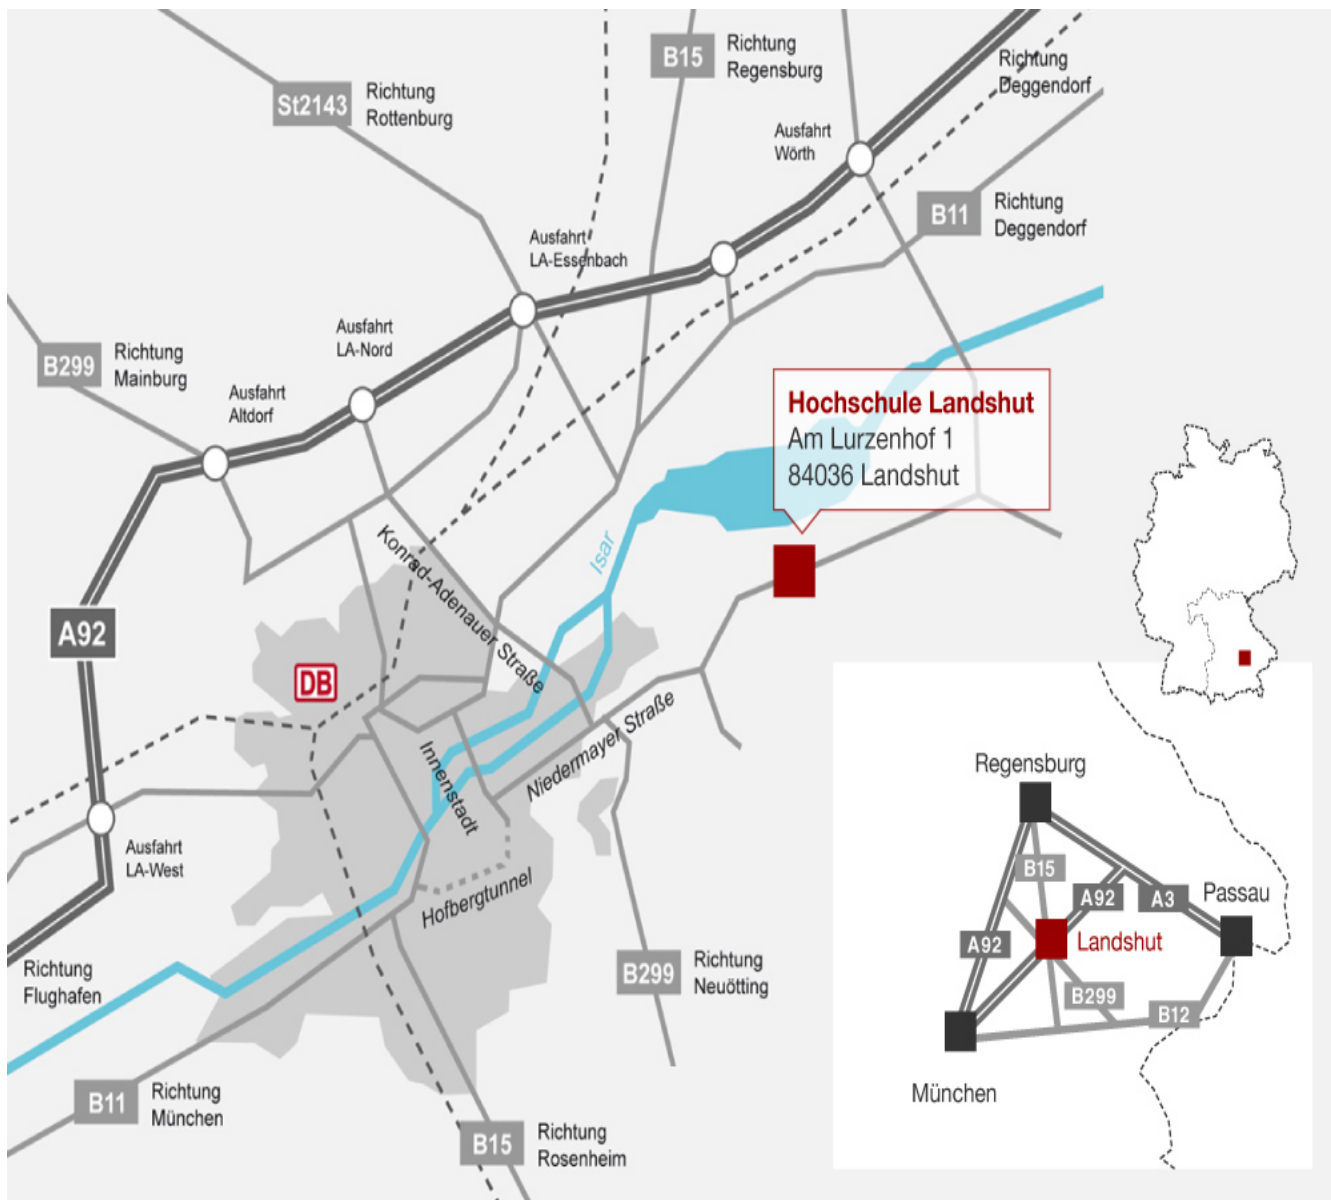 B15
Richtung
Regensburg
Richtung
Deggendorf
St2143
Richtung
Rottenburg
Ausfahrt
Wörth
B11
Richtung
Deggendorf
Ausfahrt
LA-Essenbach
Ausfahrt
LA-Nord
B299
Richtung
Mainburg
Ausfahrt
Altdorf
Hochschule Landshut
Am Lurzenhof 1
84036 Landshut
Isar
Konrad-Adenauer Straße
A92
DB
Niedermayer Straße
Innenstadt
Ausfahrt
LA-West
Hofbergtunnel
Richtung
Flughafen
B299
Richtung
Neuötting
B11
Richtung
München
B15
Richtung
Rosenheim
Regensburg
B15
A92
A3
Passau
A92
Landshut
B299
B12
München